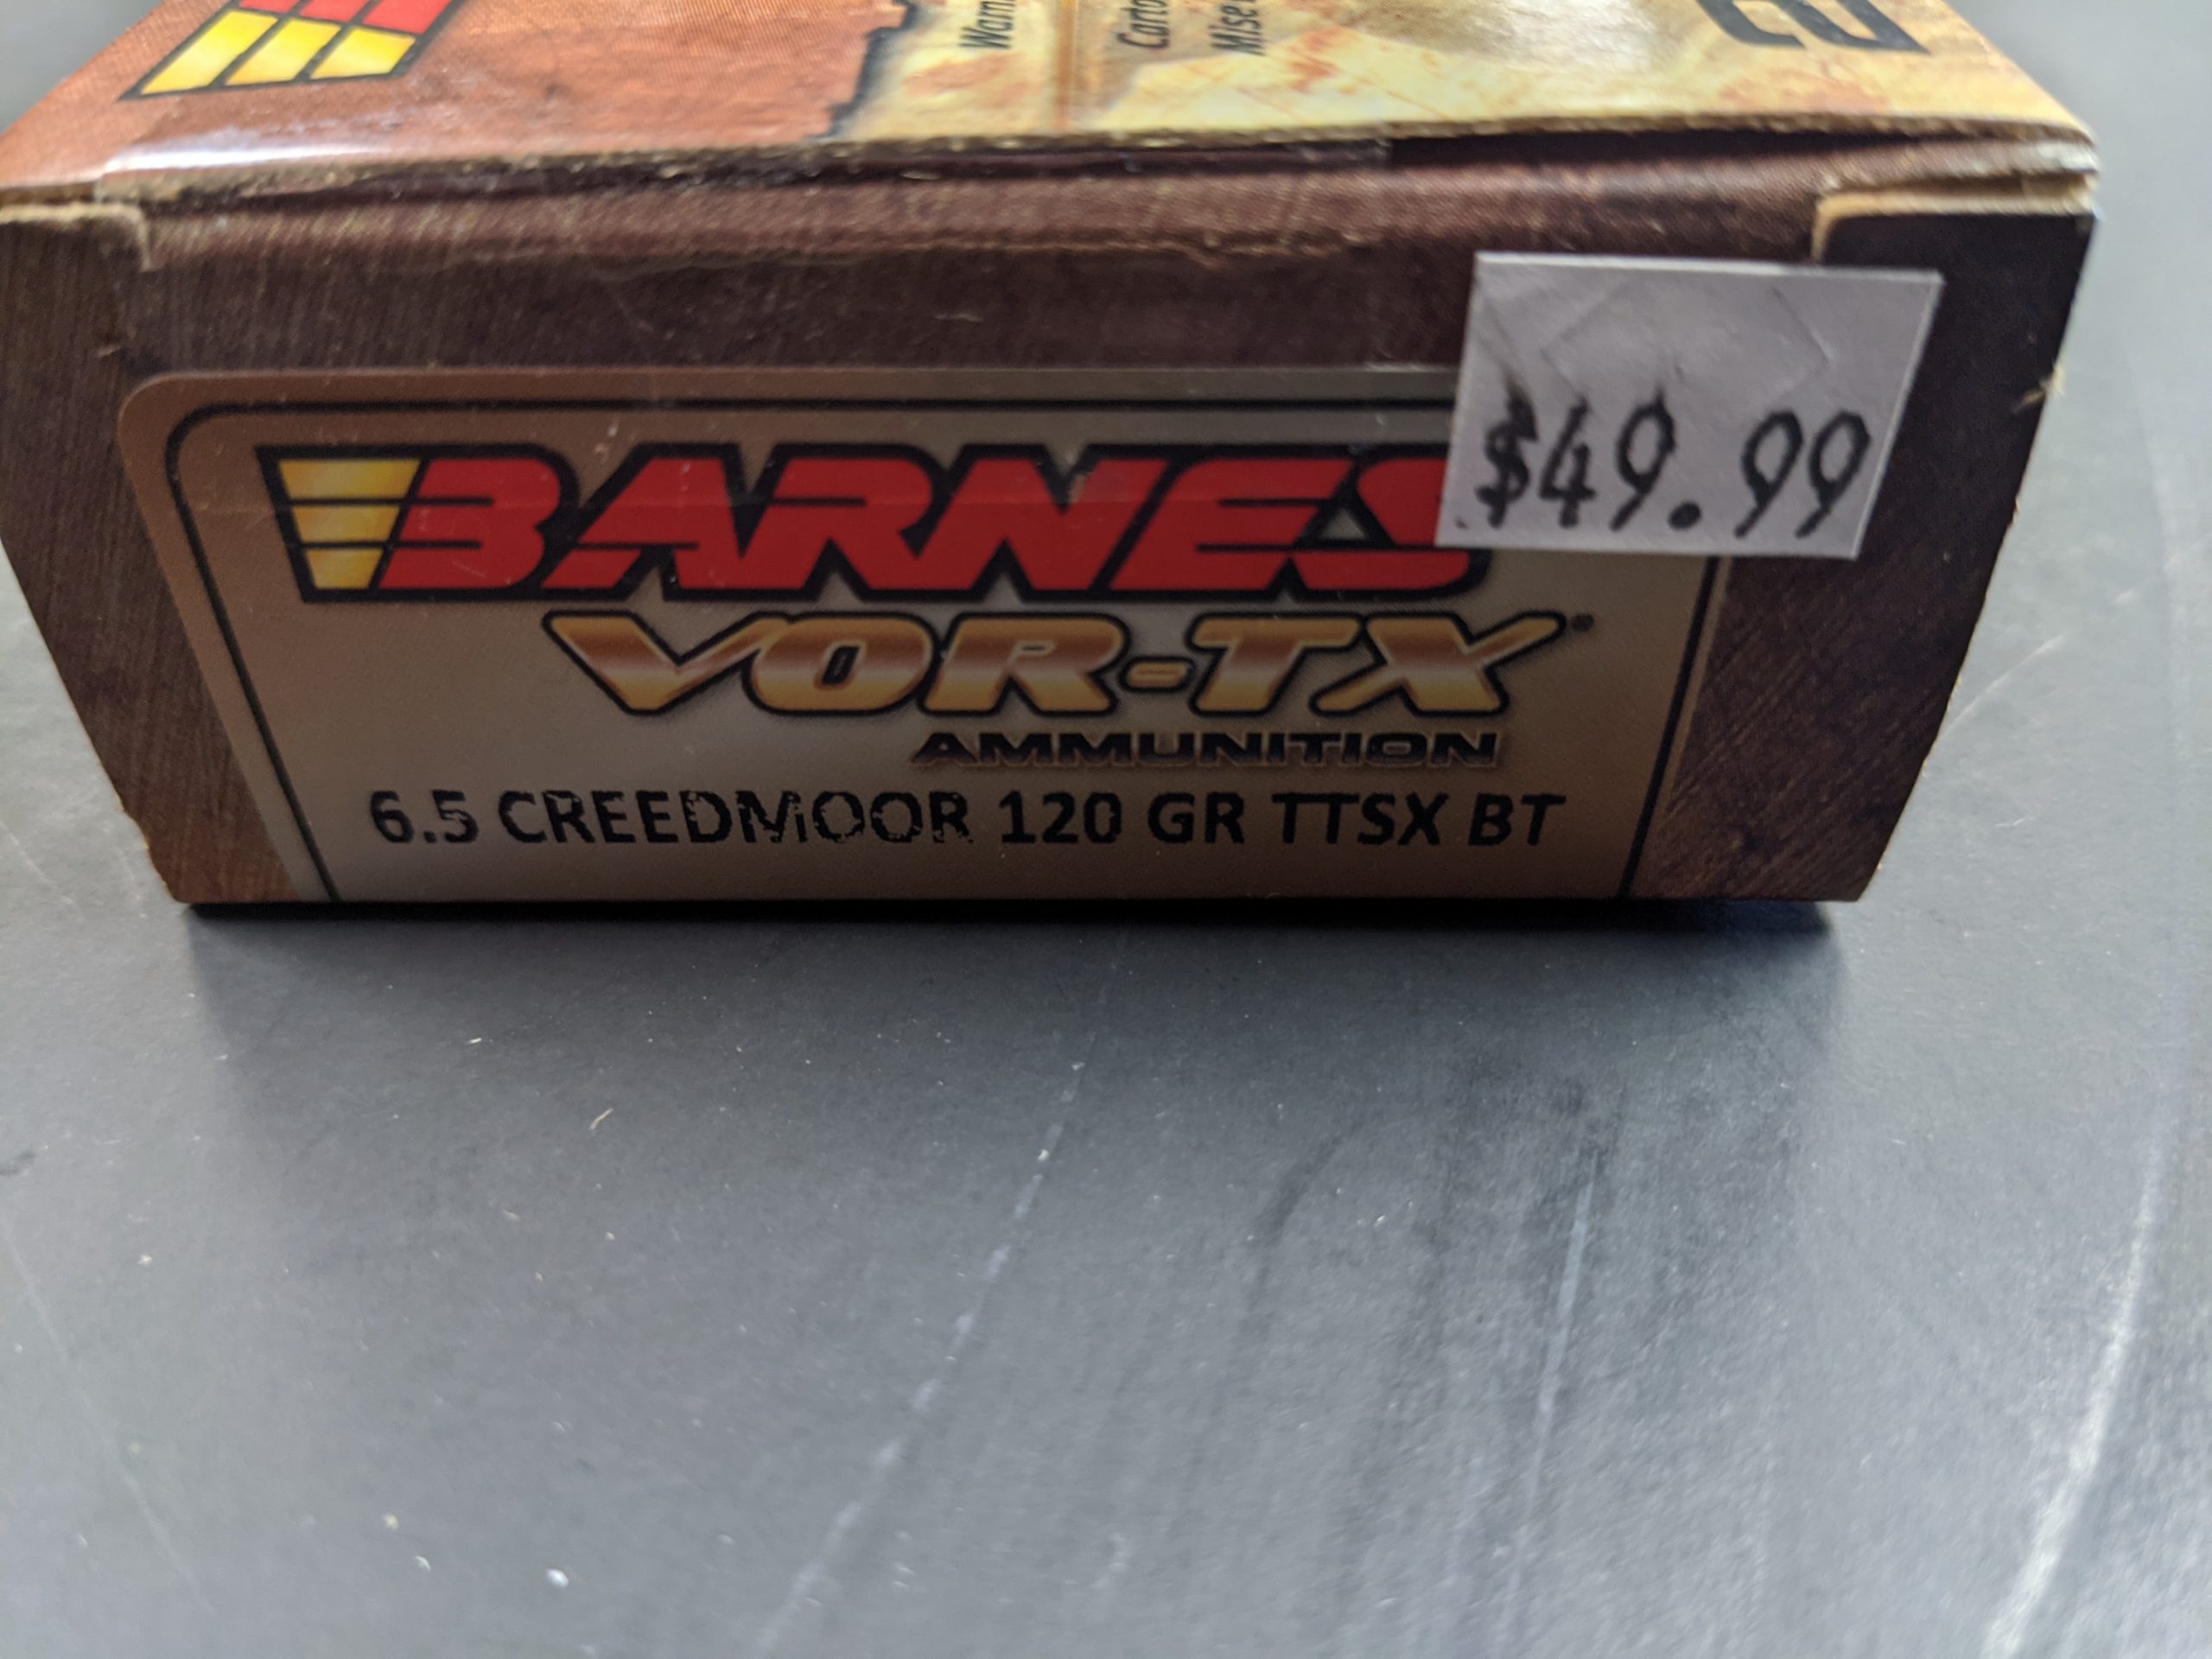 $49.99
BARNES
VOR-TX®
AMMUNITION
6.5 CREEDMOOR 120 GR TTSX BT